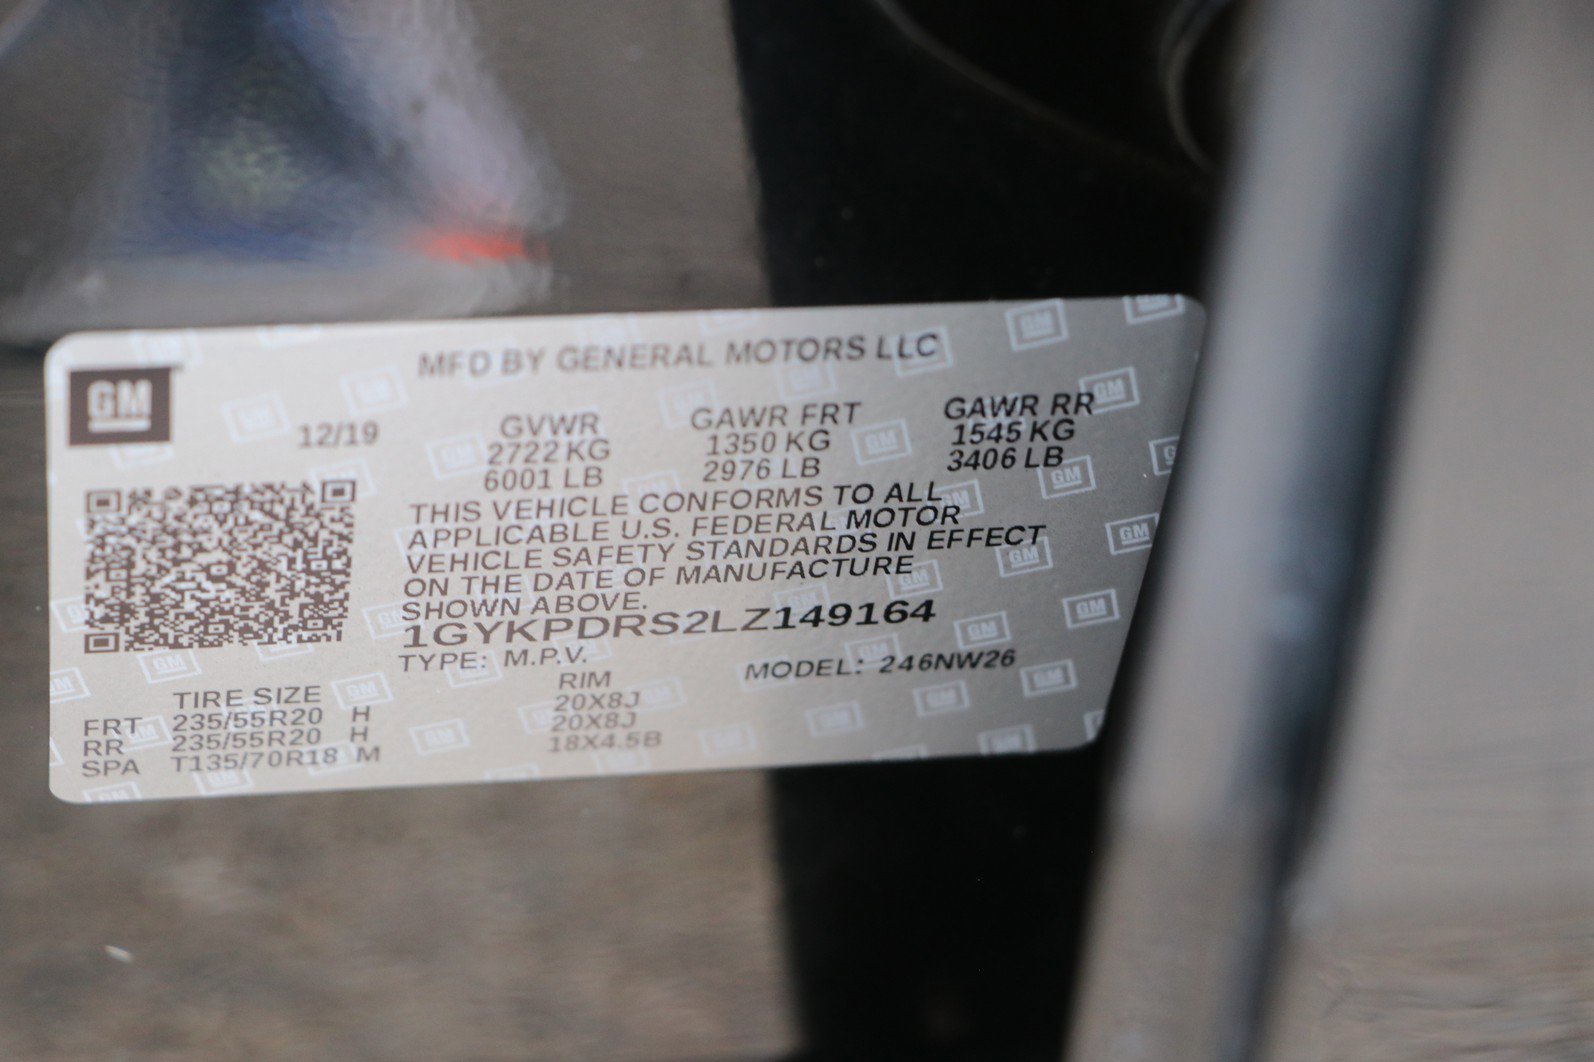 MFD BY GENERAL MOTORS LLC
GM
12/19
GVWR GAWR FRT GAWR RR
2722 KG 1350 KG 1545 KG
6001 LB 2976 LB 3406 LB
THIS VEHICLE CONFORMS TO ALL
APPLICABLE U.S. FEDERAL MOTOR
VEHICLE SAFETY STANDARDS IN EFFECT
ON THE DATE OF MANUFACTURE
SHOWN ABOVE.
1GYKPDRS2LZ149164
TYPE: M.P.V. MODEL: 246NW26
TIRE SIZE RIM
FRT 235/55R20 H 20X8J
RR 235/55R20 H 20X8J
SPA T135/70R18 M 18X4.5B